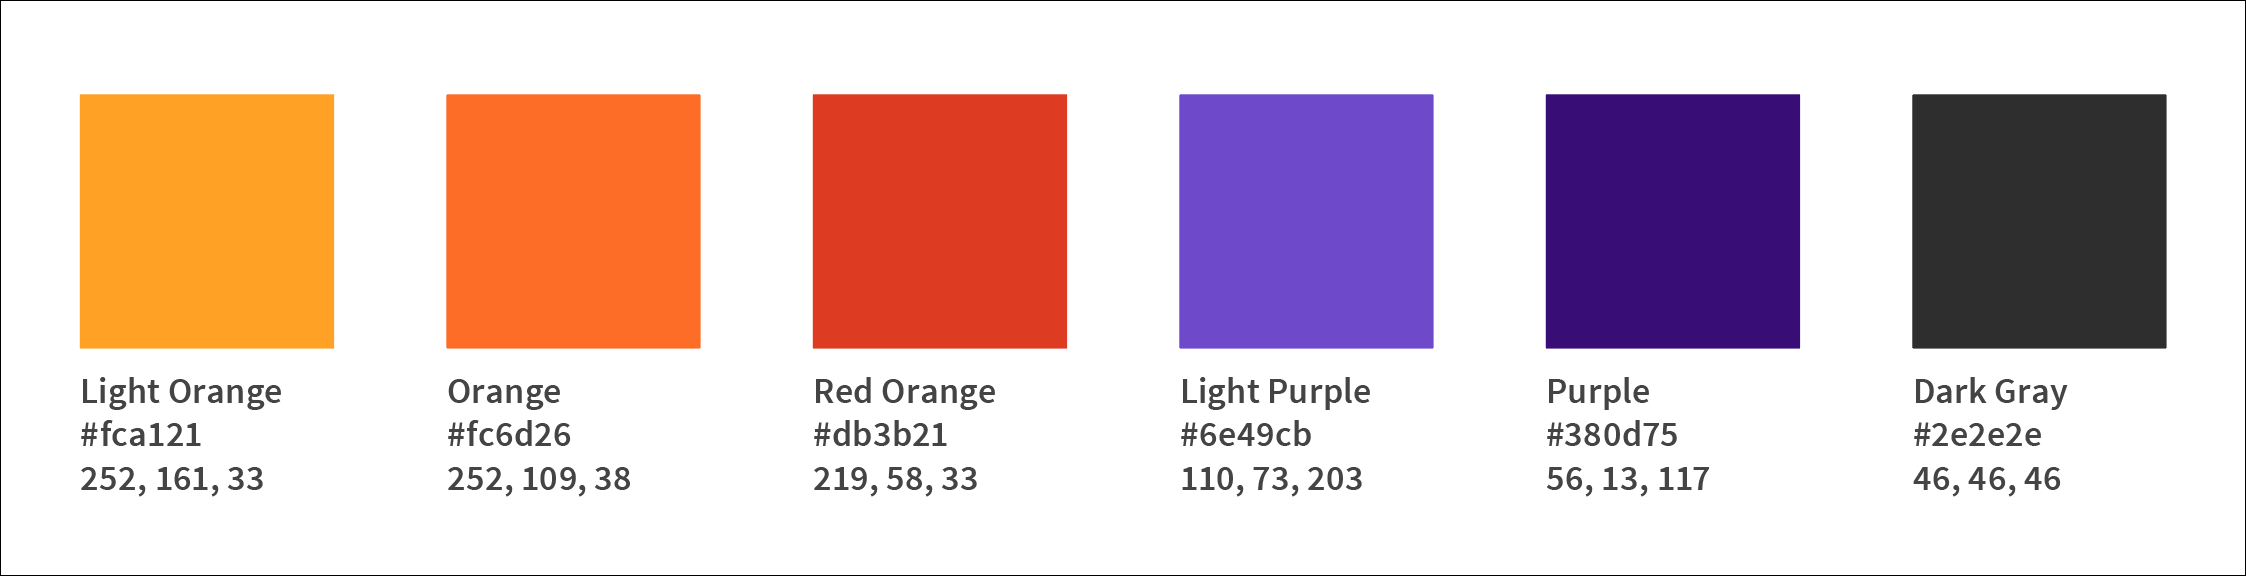 Light Orange
#fca121
252, 161, 33
Orange
#fc6d26
252, 109, 38
Red Orange
#db3b21
219, 58, 33
Light Purple
#6e49cb
110, 73, 203
Purple
#380d75
56, 13, 117
Dark Gray
#2e2e2e
46, 46, 46